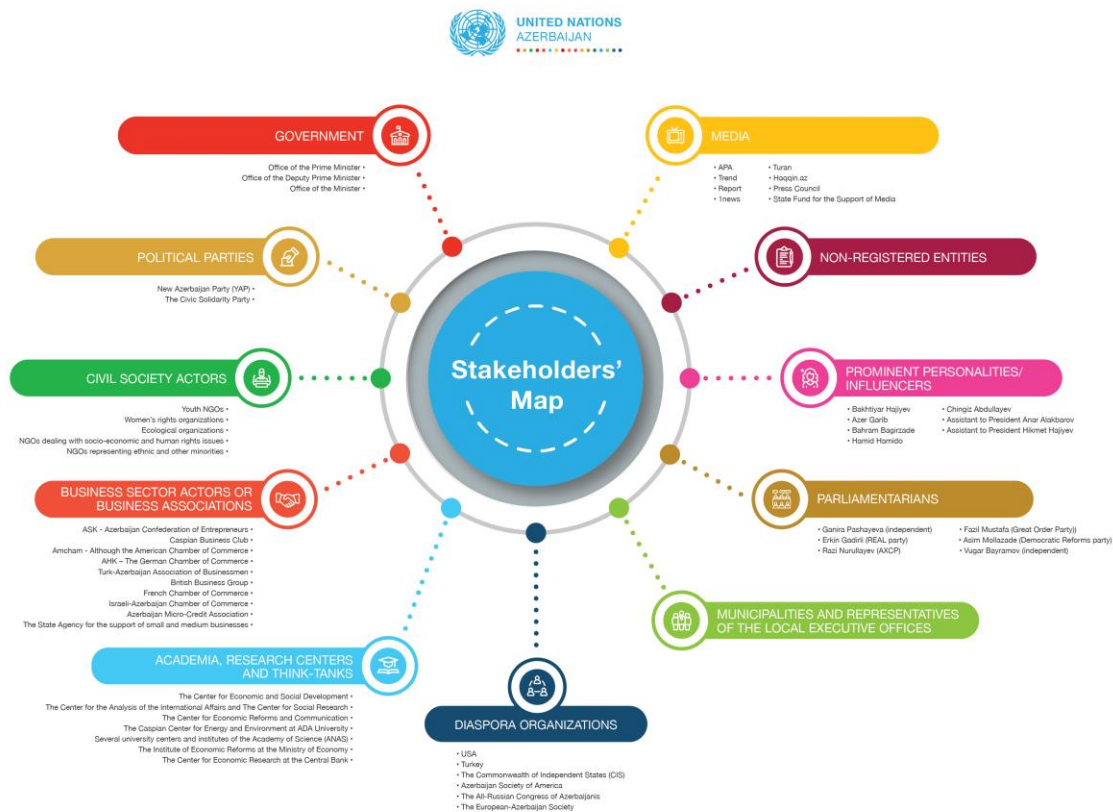 UNITED NATIONS
AZERBAIJAN
GOVERNMENT
Office of the Prime Minister •
Office of the Deputy Prime Minister •
Office of the Minister •
MEDIA
• APA
• Trend
• Report
• 1news
• Turan
• Haqqin.az
• Press Council
• State Fund for the Support of Media
POLITICAL PARTIES
New Azerbaijan Party (YAP) •
The Civic Solidarity Party •
NON-REGISTERED ENTITIES
Stakeholders'
Map
CIVIL SOCIETY ACTORS
Youth NGOs •
Women's rights organizations •
Ecological organizations •
NGOs dealing with socio-economic and human rights issues •
NGOs representing ethnic and other minorities •
PROMINENT PERSONALITIES/
INFLUENCERS
• Bakhtiyar Hajiyev
• Azer Garib
• Bahram Bagirzade
• Hamid Hamido
• Chingiz Abdullayev
• Assistant to President Anar Alakbarov
• Assistant to President Hikmet Hajiyev
BUSINESS SECTOR ACTORS OR
BUSINESS ASSOCIATIONS
ASK - Azerbaijan Confederation of Entrepreneurs •
Caspian Business Club •
Amcham - Although the American Chamber of Commerce •
AHK – The German Chamber of Commerce •
Turk-Azerbaijan Association of Businessmen •
British Business Group •
French Chamber of Commerce •
Israeli-Azerbaijan Chamber of Commerce •
Azerbaijan Micro-Credit Association •
The State Agency for the support of small and medium businesses •
PARLIAMENTARIANS
• Ganira Pashayeva (independent)
• Erkin Gadirli (REAL party)
• Razi Nurullayev (AXCP)
• Fazil Mustafa (Great Order Party))
• Asim Mollazade (Democratic Reforms party)
• Vugar Bayramov (independent)
MUNICIPALITIES AND REPRESENTATIVES
OF THE LOCAL EXECUTIVE OFFICES
ACADEMIA, RESEARCH CENTERS
AND THINK-TANKS
The Center for Economic and Social Development •
The Center for the Analysis of the International Affairs and The Center for Social Research •
The Center for Economic Reforms and Communication •
The Caspian Center for Energy and Environment at ADA University •
Several university centers and institutes of the Academy of Science (ANAS) •
The Institute of Economic Reforms at the Ministry of Economy •
The Center for Economic Research at the Central Bank •
DIASPORA ORGANIZATIONS
• USA
• Turkey
• The Commonwealth of Independent States (CIS)
• Azerbaijan Society of America
• The All-Russian Congress of Azerbaijanis
• The European-Azerbaijan Society